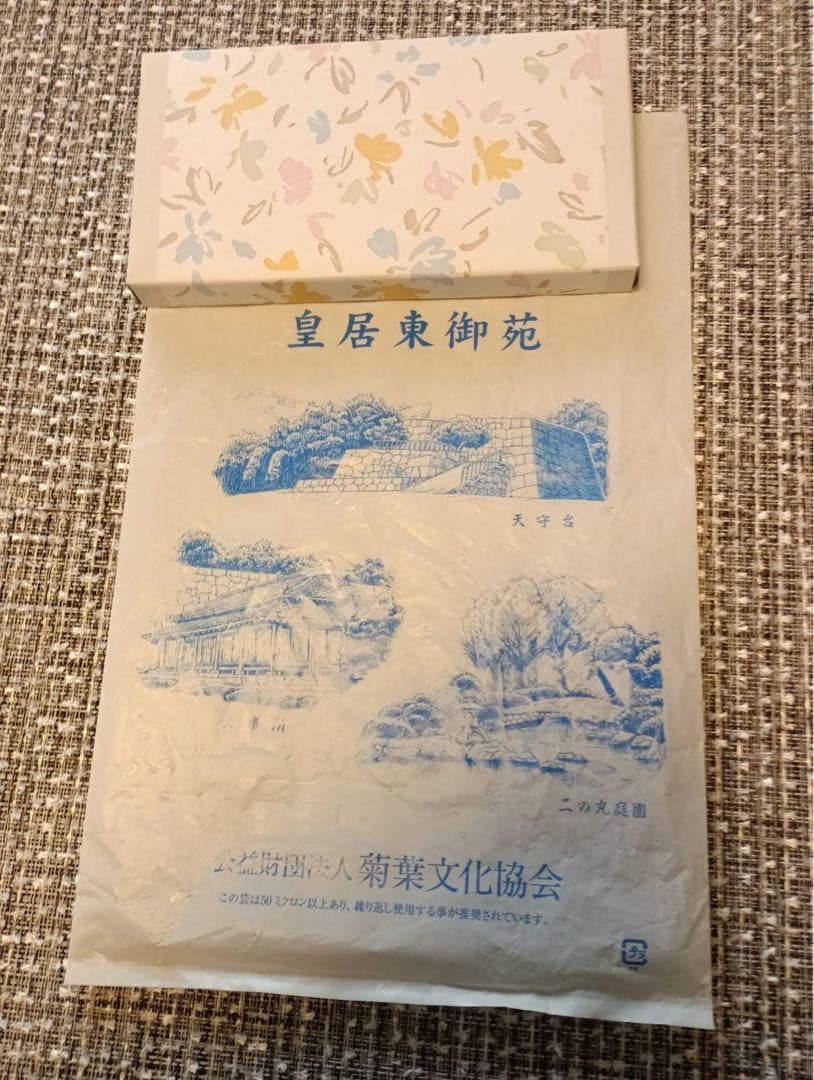 皇居東御苑
天守台
二の丸庭園
公益財団法人 菊葉文化協会
この袋は50ミクロン以上あり、繰り返し使用する事が推奨されています。
プラ
PE